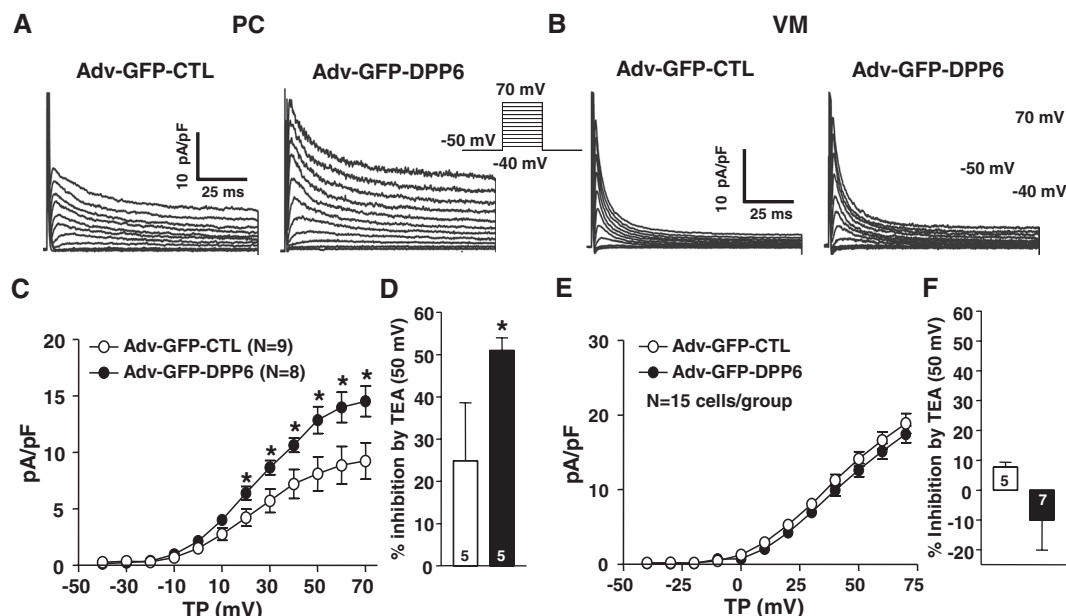 A PC B VM
Adv-GFP-CTL Adv-GFP-DPP6 Adv-GFP-CTL Adv-GFP-DPP6
70 mV
-50 mV
-40 mV
10 pA/pF
25 ms
10 pA/pF
25 ms
70 mV
-50 mV
-40 mV
C
20
15
10
5
0
pA/pF
Adv-GFP-CTL (N=9)
Adv-GFP-DPP6 (N=8)
* * * * * *
-50 -30 -10 10 30 50 70
TP (mV)
D
60
50
40
30
20
10
0
% inhibition by TEA (50 mV)
*
5 5
E
30
20
10
0
pA/pF
Adv-GFP-CTL
Adv-GFP-DPP6
N=15 cells/group
-50 -25 0 25 50 75
TP (mV)
F
60
50
40
30
20
10
0
-10
-20
% Inhibition by TEA (50 mV)
5 7